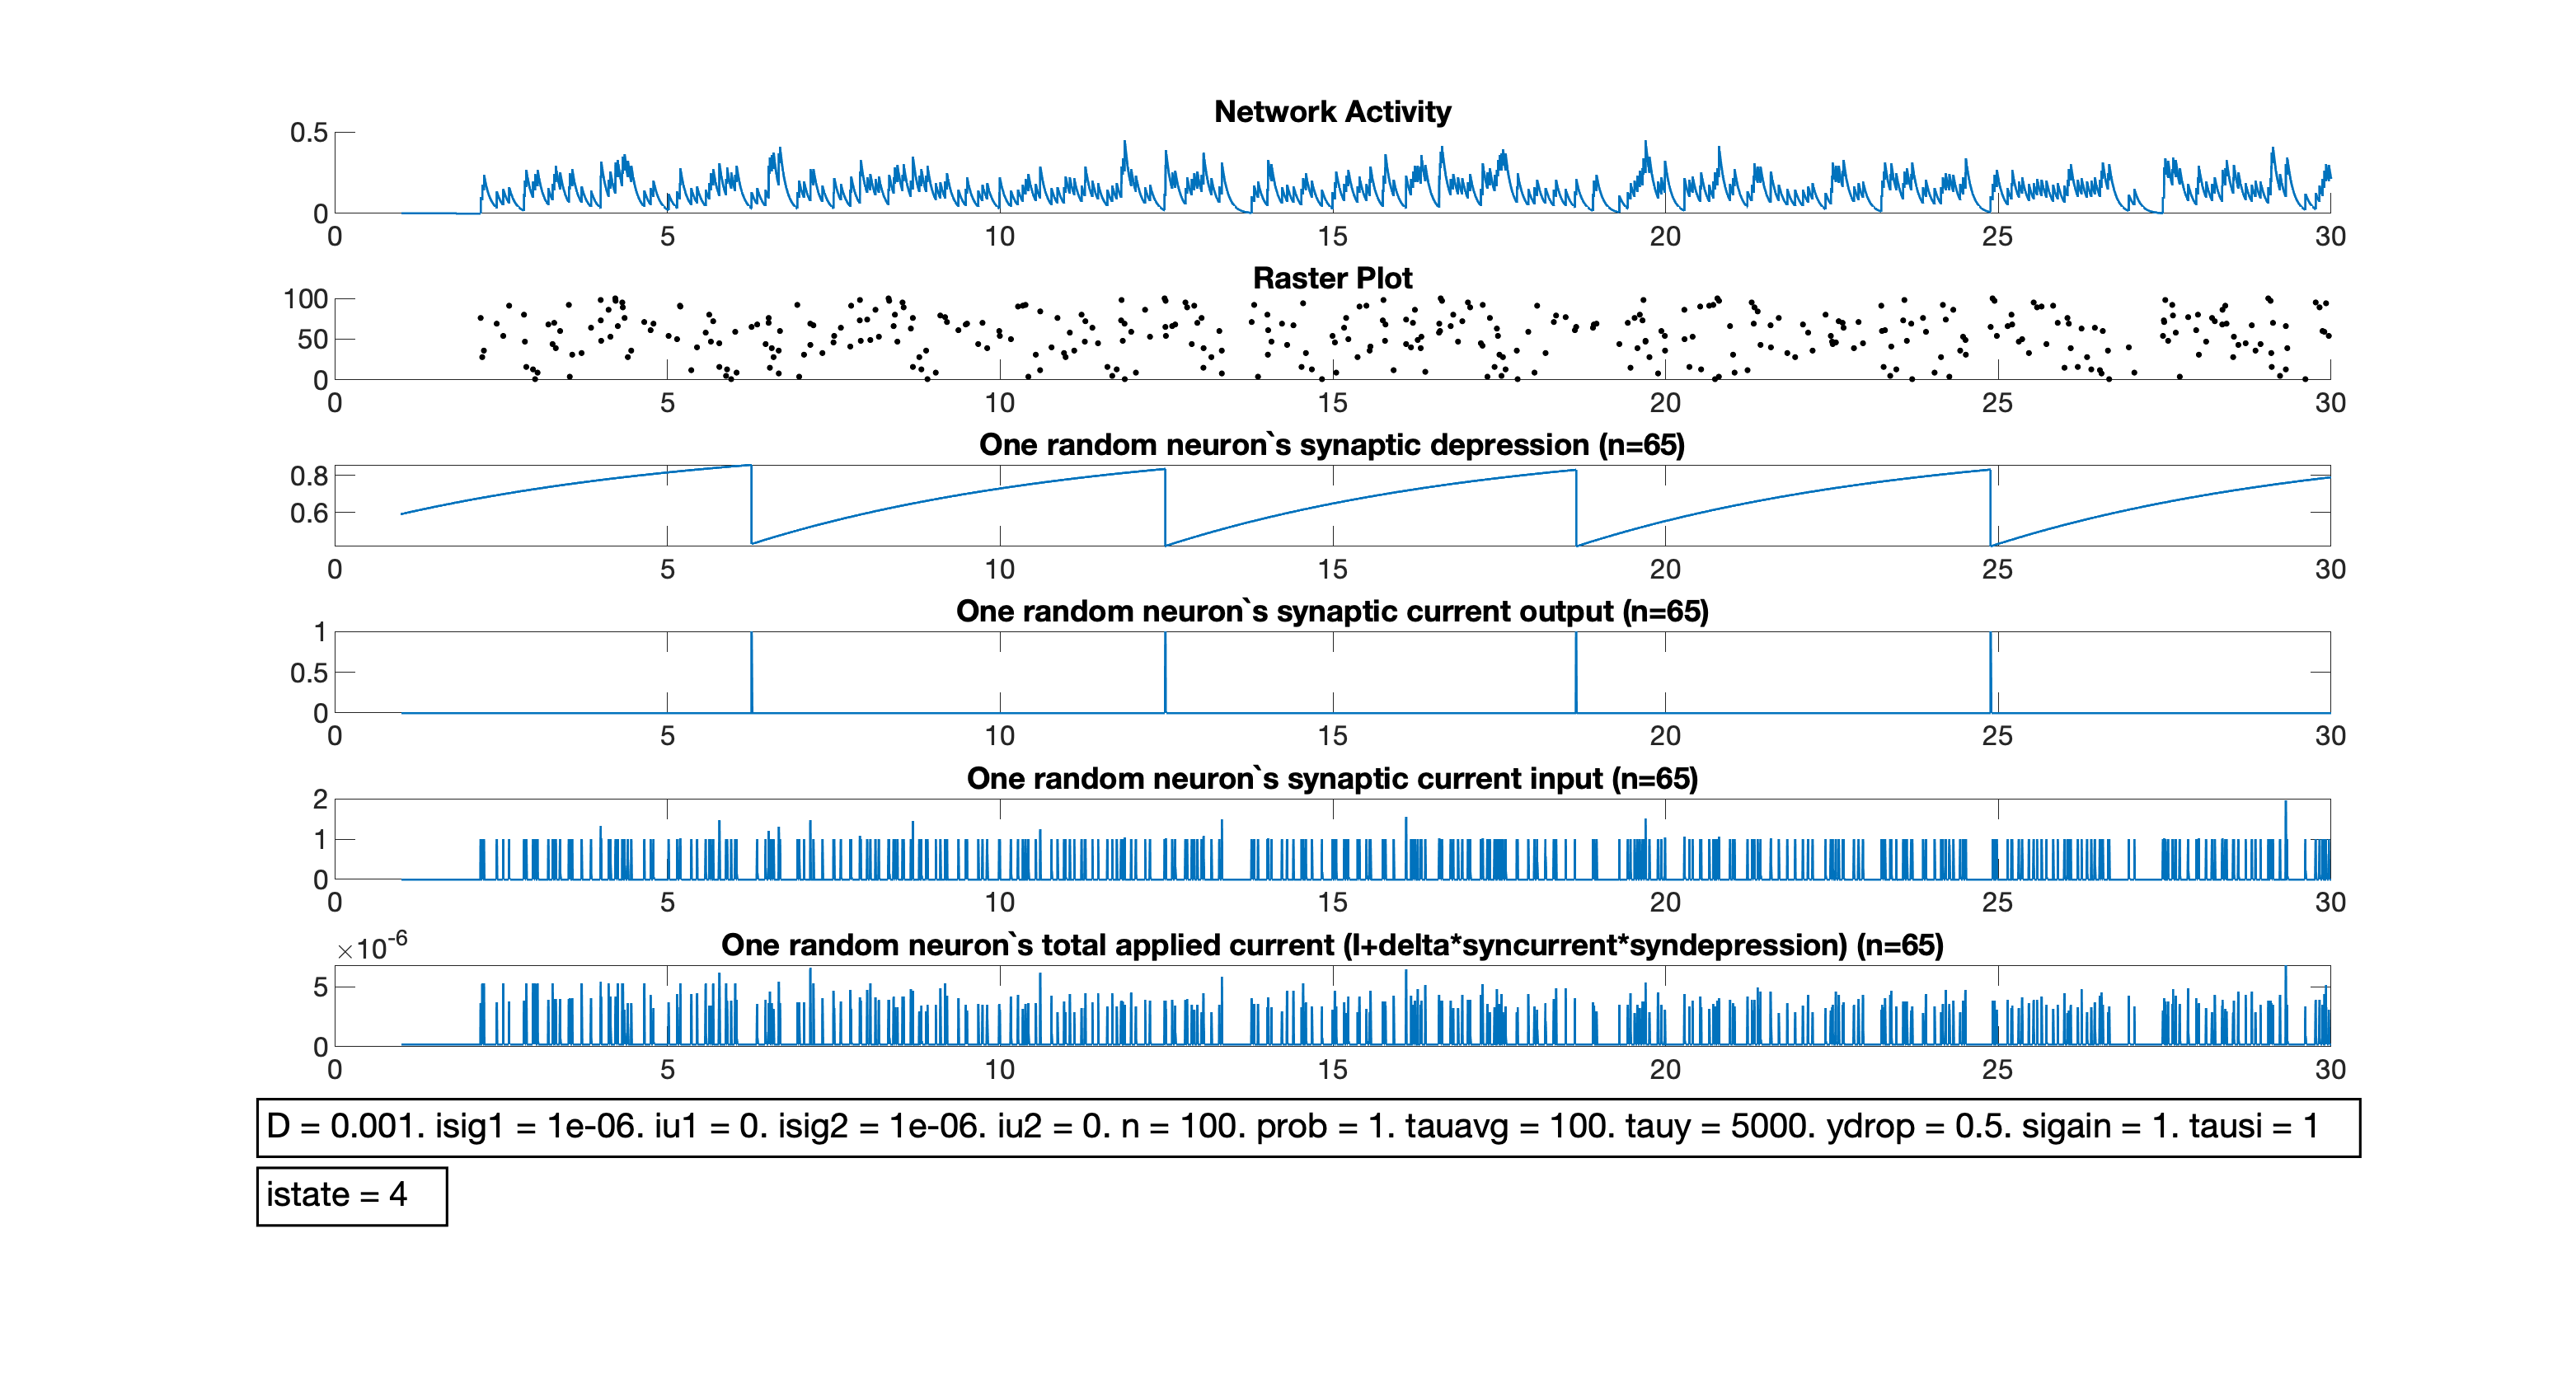 Network Activity
0.5
0
0 5 10 15 20 25 30
Raster Plot
100
50
0
0 5 10 15 20 25 30
One random neuron`s synaptic depression (n=65)
0.8
0.6
0 5 10 15 20 25 30
One random neuron`s synaptic current output (n=65)
1
0.5
0
0 5 10 15 20 25 30
One random neuron`s synaptic current input (n=65)
2
1
0
0 5 10 15 20 25 30
×10-6
One random neuron`s total applied current (I+delta*syncurrent*syndepression) (n=65)
5
0
0 5 10 15 20 25 30
D = 0.001. isig1 = 1e-06. iu1 = 0. isig2 = 1e-06. iu2 = 0. n = 100. prob = 1. tauavg = 100. tauy = 5000. ydrop = 0.5. sigain = 1. tausi = 1
istate = 4